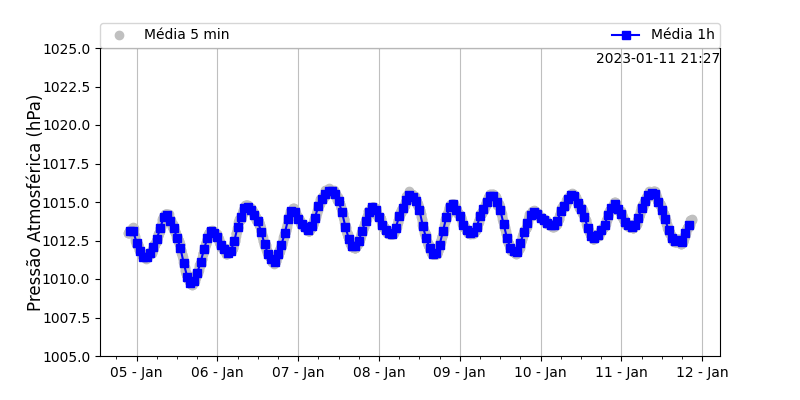 Média 5 min
Média 1h
2023-01-11 21:27
Pressão Atmosférica (hPa)
1025.0
1022.5
1020.0
1017.5
1015.0
1012.5
1010.0
1007.5
1005.0
05 - Jan
06 - Jan
07 - Jan
08 - Jan
09 - Jan
10 - Jan
11 - Jan
12 - Jan